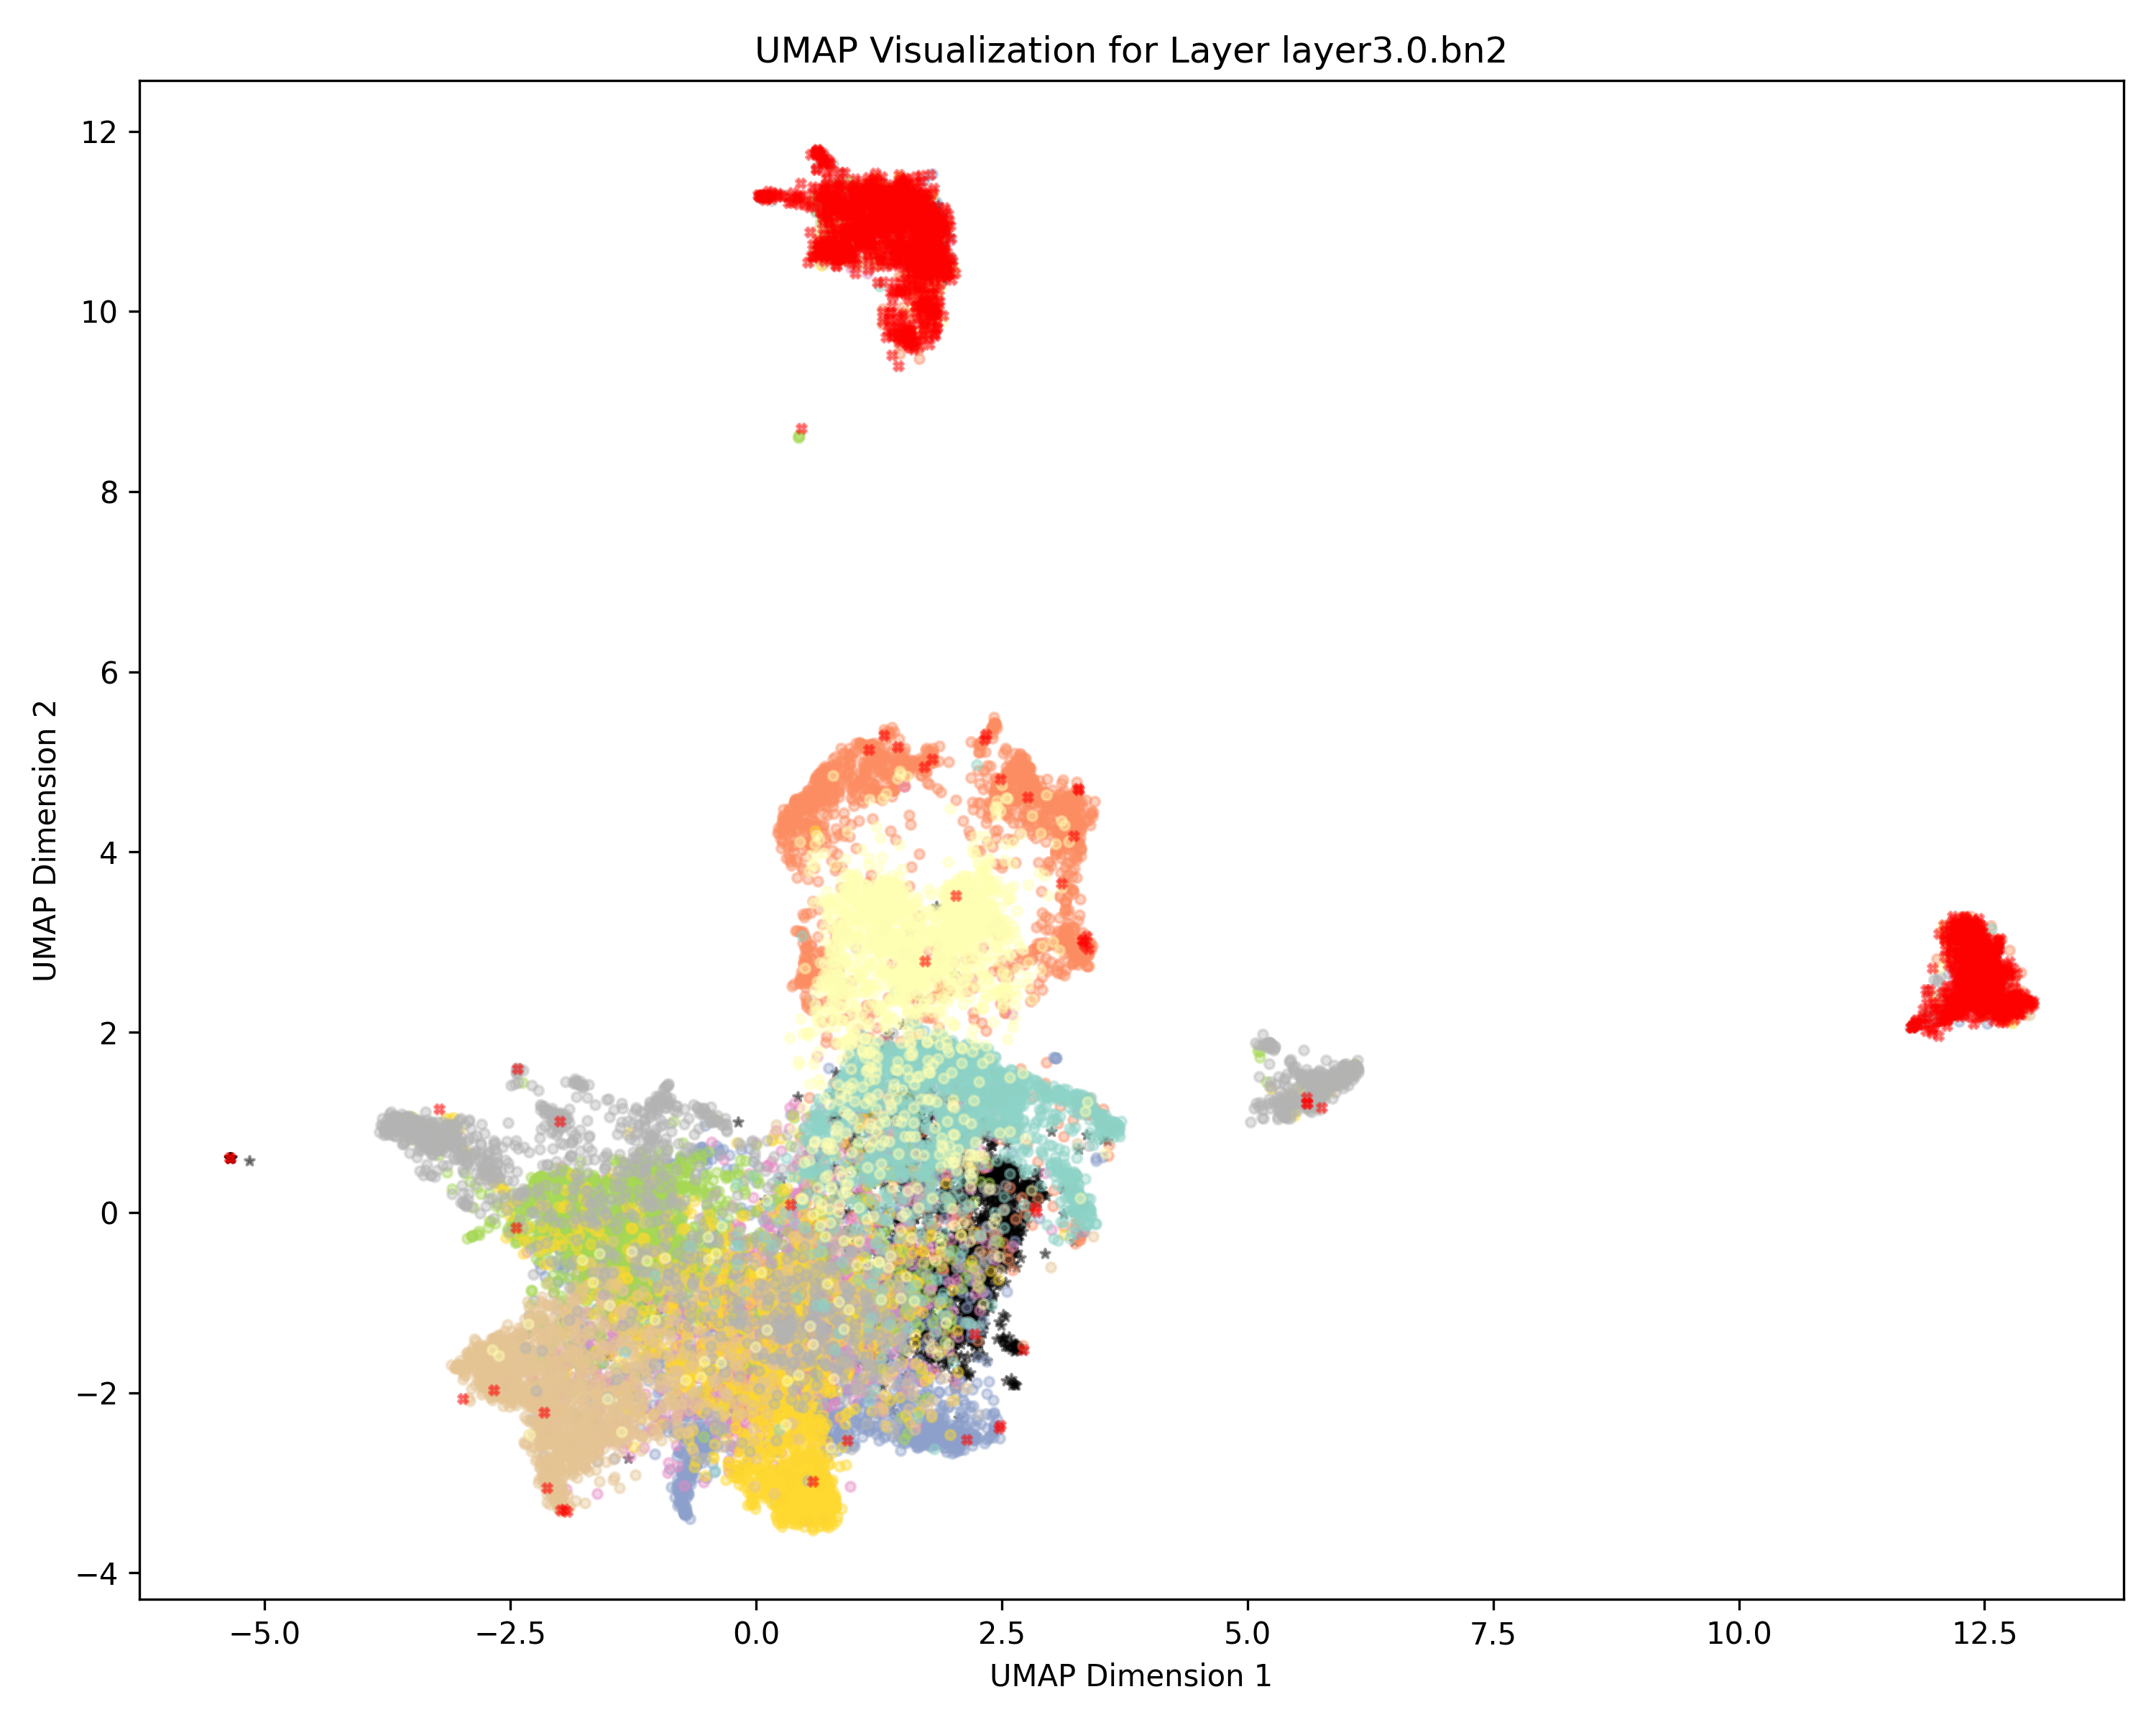 UMAP Visualization for Layer layer3.0.bn2
12
10
8
6
4
2
0
−2
−4
UMAP Dimension 2
−5.0 −2.5 0.0 2.5 5.0 7.5 10.0 12.5
UMAP Dimension 1